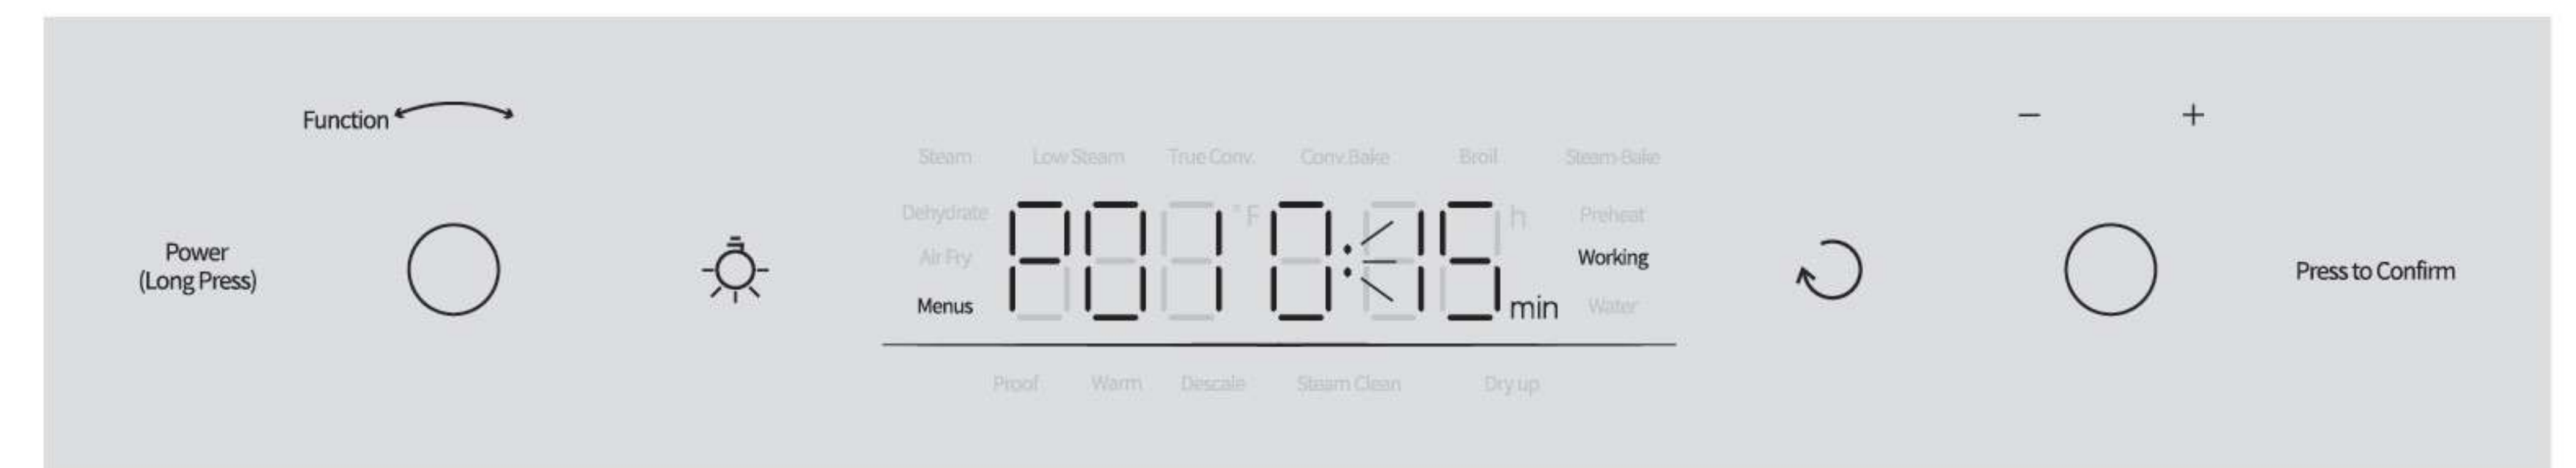 Function
− +
Steam Low Steam True Conv. Conv.Bake Broil Steam-Bake
Dehydrate °F h Preheat
Power
(Long Press)
P01 0:15 min
Air Fry Working
Press to Confirm
Menus Water
Proof Warm Descale Steam Clean Dry up